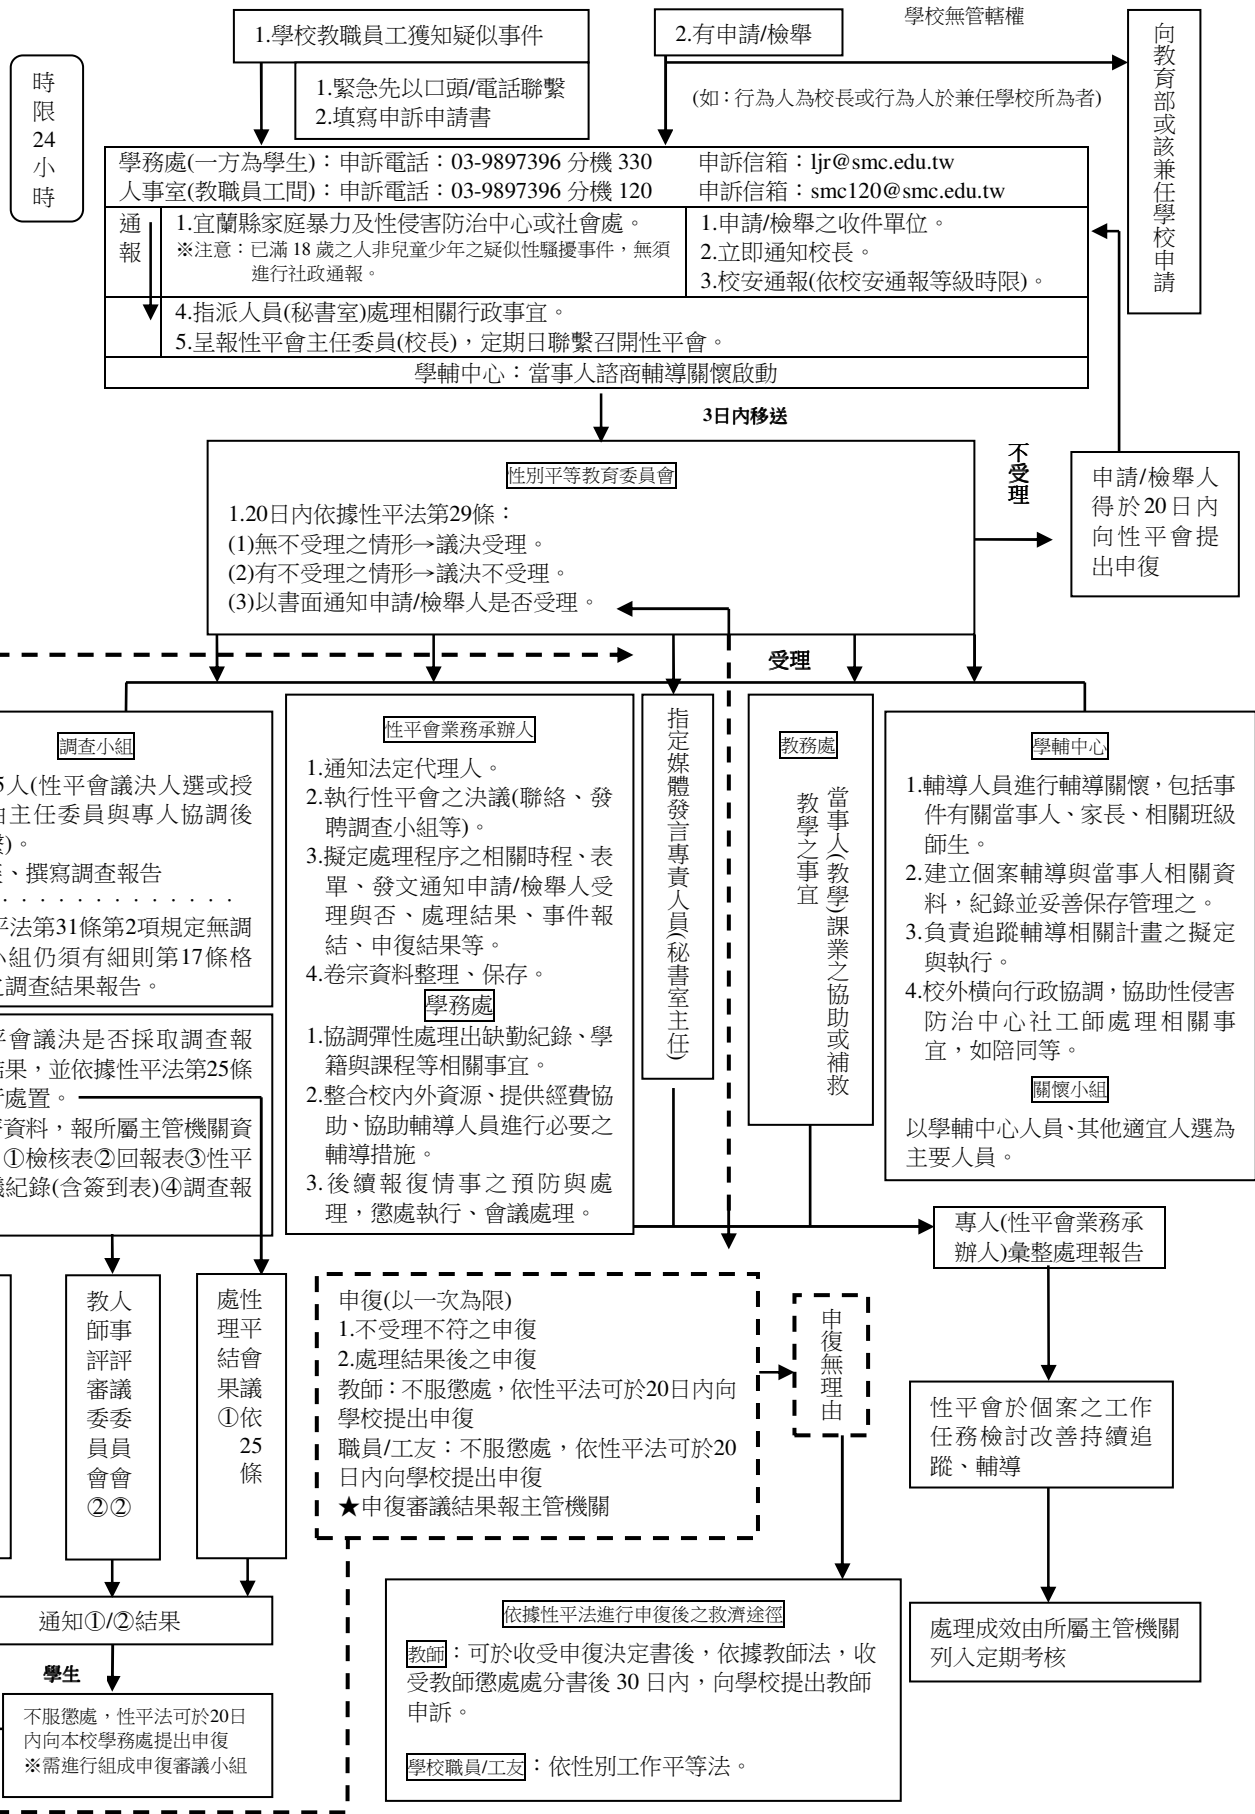 學校無管轄權
1.學校教職員工獲知疑似事件
2.有申請/檢舉
向教育部或該兼任學校申請
時限24小時
1.緊急先以口頭/電話聯繫
2.填寫申訴申請書
(如：行為人為校長或行為人於兼任學校所為者)
學務處(一方為學生)：申訴電話：03-9897396 分機 330 申訴信箱：ljr@smc.edu.tw
人事室(教職員工間)：申訴電話：03-9897396 分機 120 申訴信箱：smc120@smc.edu.tw
通報
1.宜蘭縣家庭暴力及性侵害防治中心或社會處。
※注意：已滿 18 歲之人非兒童少年之疑似性騷擾事件，無須
進行社政通報。
1.申請/檢舉之收件單位。
2.立即通知校長。
3.校安通報(依校安通報等級時限)。
4.指派人員(秘書室)處理相關行政事宜。
5.呈報性平會主任委員(校長)，定期日聯繫召開性平會。
學輔中心：當事人諮商輔導關懷啟動
3日內移送
性別平等教育委員會
1.20日內依據性平法第29條：
(1)無不受理之情形→議決受理。
(2)有不受理之情形→議決不受理。
(3)以書面通知申請/檢舉人是否受理。
不受理
申請/檢舉人
得於20日內
向性平會提
出申復
受理
調查小組
5人(性平會議決人選或授
由主任委員與專人協調後
)。
、撰寫調查報告
平法第31條第2項規定無調
小組仍須有細則第17條格
之調查結果報告。
平會議決是否採取調查報
結果，並依據性平法第25條
行處置。
資料，報所屬主管機關資
①檢核表②回報表③性平
議紀錄(含簽到表)④調查報
性平會業務承辦人
1.通知法定代理人。
2.執行性平會之決議(聯絡、發
聘調查小組等)。
3.擬定處理程序之相關時程、表
單、發文通知申請/檢舉人受
理與否、處理結果、事件報
結、申復結果等。
4.卷宗資料整理、保存。
學務處
1.協調彈性處理出缺勤紀錄、學
籍與課程等相關事宜。
2.整合校內外資源、提供經費協
助、協助輔導人員進行必要之
輔導措施。
3.後續報復情事之預防與處
理，懲處執行、會議處理。
指定媒體發言專責人員(秘書室主任)
教務處
當事人(教學)課業之協助或補救
教學之事宜
學輔中心
1.輔導人員進行輔導關懷，包括事
件有關當事人、家長、相關班級
師生。
2.建立個案輔導與當事人相關資
料，紀錄並妥善保存管理之。
3.負責追蹤輔導相關計畫之擬定
與執行。
4.校外橫向行政協調，協助性侵害
防治中心社工師處理相關事
宜，如陪同等。
關懷小組
以學輔中心人員、其他適宜人選為
主要人員。
專人(性平會業務承
辦人)彙整處理報告
人事評議委員會②
教師評審委員會②
性平會議依25條
處理結果①
申復(以一次為限)
1.不受理不符之申復
2.處理結果後之申復
教師：不服懲處，依性平法可於20日內向
學校提出申復
職員/工友：不服懲處，依性平法可於20
日內向學校提出申復
★申復審議結果報主管機關
申復無理由
性平會於個案之工作
任務檢討改善持續追
蹤、輔導
通知①/②結果
學生
不服懲處，性平法可於20日
內向本校學務處提出申復
※需進行組成申復審議小組
依據性平法進行申復後之救濟途徑
教師：可於收受申復決定書後，依據教師法，收
受教師懲處處分書後 30 日內，向學校提出教師
申訴。
學校職員/工友：依性別工作平等法。
處理成效由所屬主管機關
列入定期考核